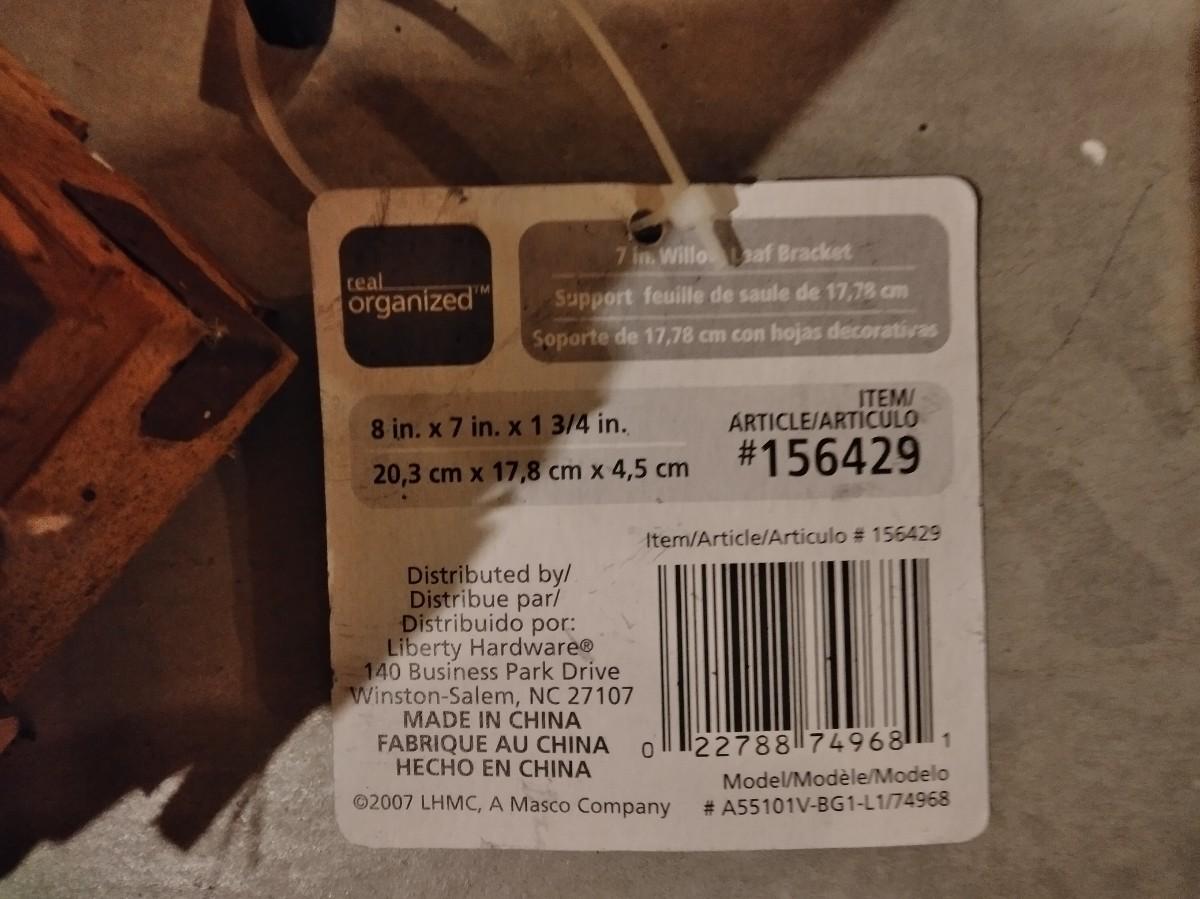 real
organized™
7 in. Willo Leaf Bracket
Support feuille de saule de 17,78 cm
Soporte de 17,78 cm con hojas decorativas
8 in. x 7 in. x 1 3/4 in.
20,3 cm x 17,8 cm x 4,5 cm
ITEM/
ARTICLE/ARTICULO
#156429
Item/Article/Articulo # 156429
Distributed by/
Distribue par/
Distribuido por:
Liberty Hardware®
140 Business Park Drive
Winston-Salem, NC 27107
MADE IN CHINA
FABRIQUE AU CHINA
HECHO EN CHINA
©2007 LHMC, A Masco Company
0 22788 74968 1
Model/Modèle/Modelo
# A55101V-BG1-L1/74968